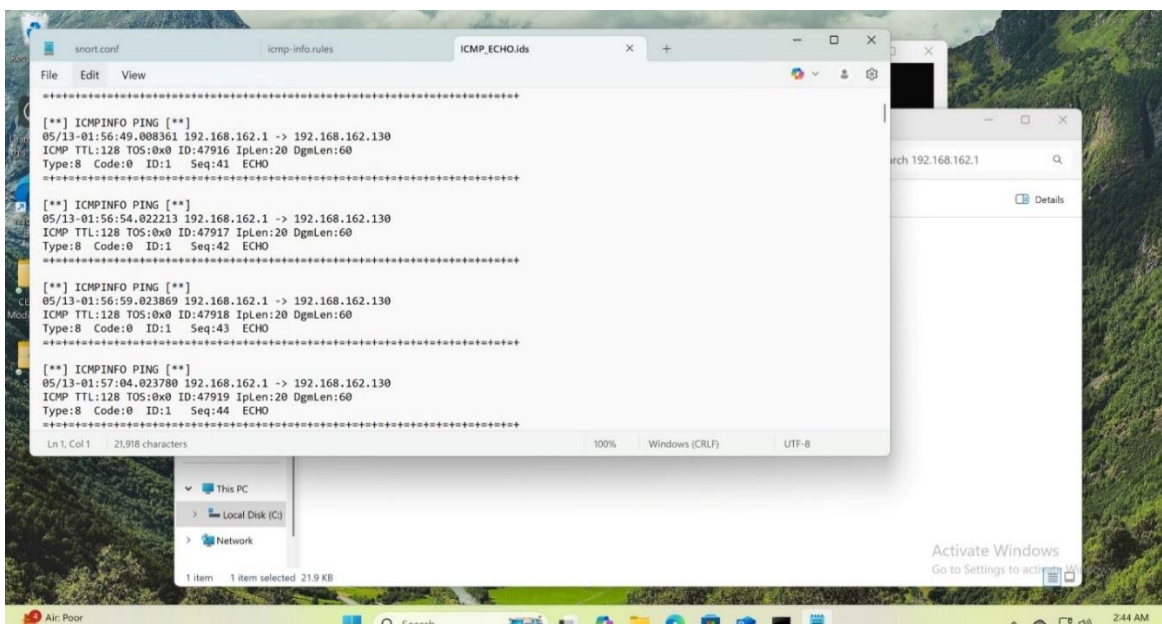 snort.conf icmp-info.rules ICMP_ECHO.ids
File Edit View
=+=+=+=+=+=+=+=+=+=+=+=+=+=+=+=+=+=+=+=+=+=+=+=+=+=+=+=+=+=+=+=+=+=+=+=+=+
[**] ICMPINFO PING [**]
05/13-01:56:49.008361 192.168.162.1 -> 192.168.162.130
ICMP TTL:128 TOS:0x0 ID:47916 IpLen:20 DgmLen:60
Type:8 Code:0 ID:1 Seq:41 ECHO
=+=+=+=+=+=+=+=+=+=+=+=+=+=+=+=+=+=+=+=+=+=+=+=+=+=+=+=+=+=+=+=+=+=+=+=+=+
[**] ICMPINFO PING [**]
05/13-01:56:54.022213 192.168.162.1 -> 192.168.162.130
ICMP TTL:128 TOS:0x0 ID:47917 IpLen:20 DgmLen:60
Type:8 Code:0 ID:1 Seq:42 ECHO
=+=+=+=+=+=+=+=+=+=+=+=+=+=+=+=+=+=+=+=+=+=+=+=+=+=+=+=+=+=+=+=+=+=+=+=+=+
[**] ICMPINFO PING [**]
05/13-01:56:59.023869 192.168.162.1 -> 192.168.162.130
ICMP TTL:128 TOS:0x0 ID:47918 IpLen:20 DgmLen:60
Type:8 Code:0 ID:1 Seq:43 ECHO
=+=+=+=+=+=+=+=+=+=+=+=+=+=+=+=+=+=+=+=+=+=+=+=+=+=+=+=+=+=+=+=+=+=+=+=+=+
[**] ICMPINFO PING [**]
05/13-01:57:04.023780 192.168.162.1 -> 192.168.162.130
ICMP TTL:128 TOS:0x0 ID:47919 IpLen:20 DgmLen:60
Type:8 Code:0 ID:1 Seq:44 ECHO
=+=+=+=+=+=+=+=+=+=+=+=+=+=+=+=+=+=+=+=+=+=+=+=+=+=+=+=+=+=+=+=+=+=+=+=+=+
Ln 1, Col 1 21,918 characters 100% Windows (CRLF) UTF-8
192.168.162.1
Details
This PC
Local Disk (C:)
Network
1 item 1 item selected 21.9 KB
Activate Windows
Go to Settings to activate
Air: Poor
Search
2:44 AM